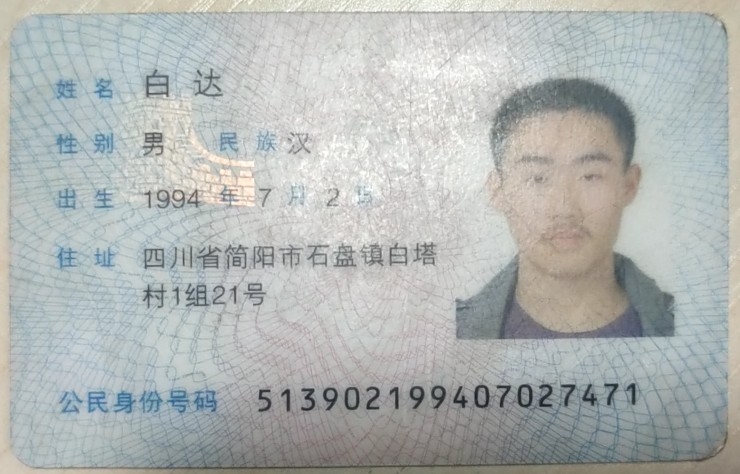 姓名 白达
性别 男 民族 汉
出生 1994 年 7 月 2 日
住址 四川省简阳市石盘镇白塔
村1组21号
公民身份号码 513902199407027471